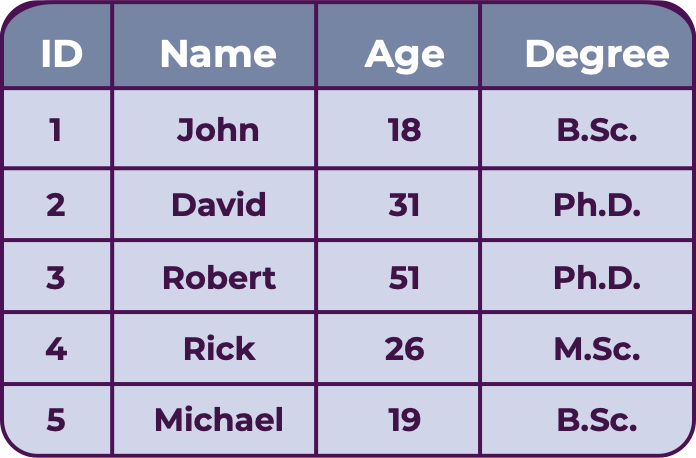 ID Name Age Degree
1 John 18 B.Sc.
2 David 31 Ph.D.
3 Robert 51 Ph.D.
4 Rick 26 M.Sc.
5 Michael 19 B.Sc.